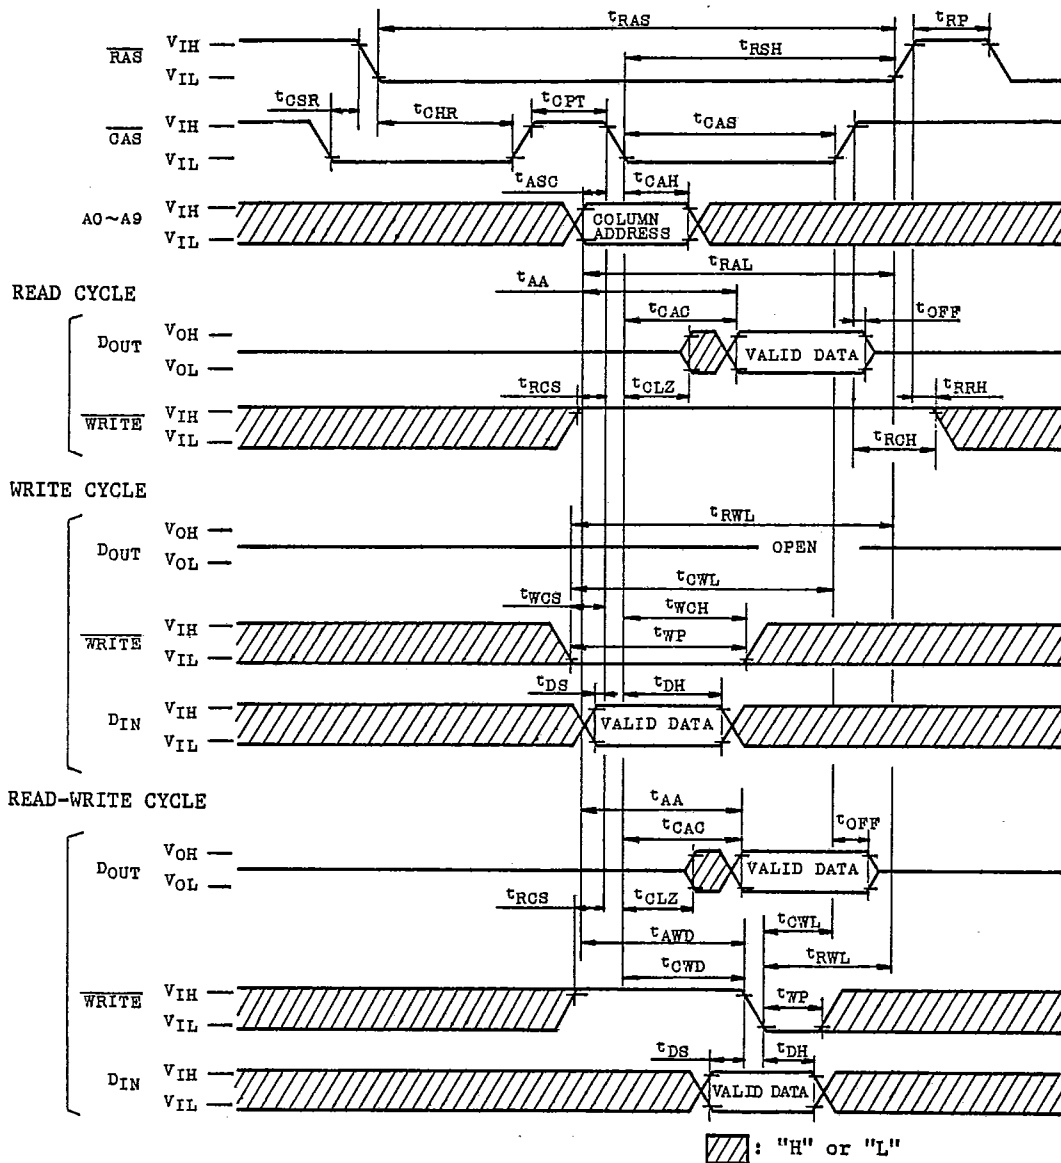 tRAS tRP
RAS VIH
VIL
tRSH
tCSR tCHR tCPT
CAS VIH
VIL
tCAS
tASC tCAH
A0~A9 VIH
VIL
COLUMN
ADDRESS
tRAL
tAA
READ CYCLE
tCAC tOFF
DOUT VOH
VOL
VALID DATA
tRCS tCLZ tRRH
WRITE VIH
VIL
tRCH
WRITE CYCLE
tRWL
DOUT VOH
VOL
OPEN
tCWL
tWCS tWCH
WRITE VIH
VIL
tWP
tDS tDH
DIN VIH
VIL
VALID DATA
READ-WRITE CYCLE
tAA
tCAC tOFF
DOUT VOH
VOL
VALID DATA
tRCS tCLZ tCWL
tAWD tRWL
tCWD
WRITE VIH
VIL
tWP
tDS tDH
DIN VIH
VIL
VALID DATA
: "H" or "L"